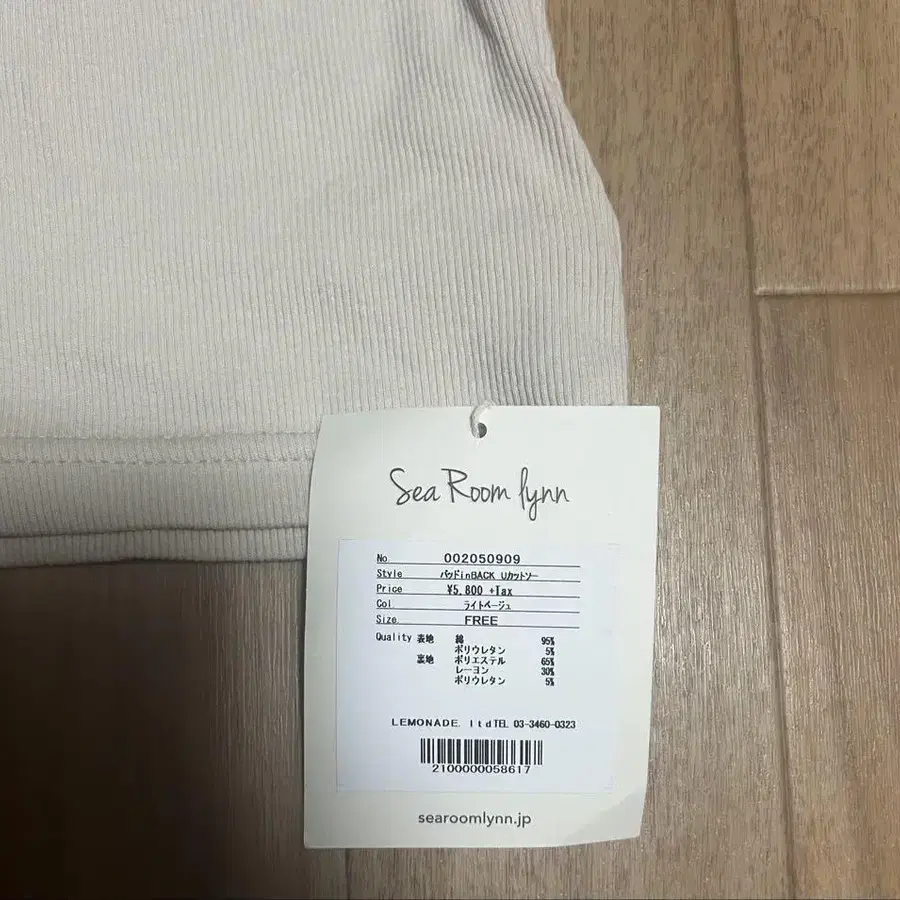 Sea Room lynn
No. 002050909
Style パッドinBACK Uカットソー
Price ¥5,800 +Tax
Col. ライトベージュ
Size FREE
Quality 表地 綿 95%
ポリウレタン 5%
裏地 ポリエステル 65%
レーヨン 30%
ポリウレタン 5%
LEMONADE. ltd TEL 03-3460-0323
2100000058617
searoomlynn.jp